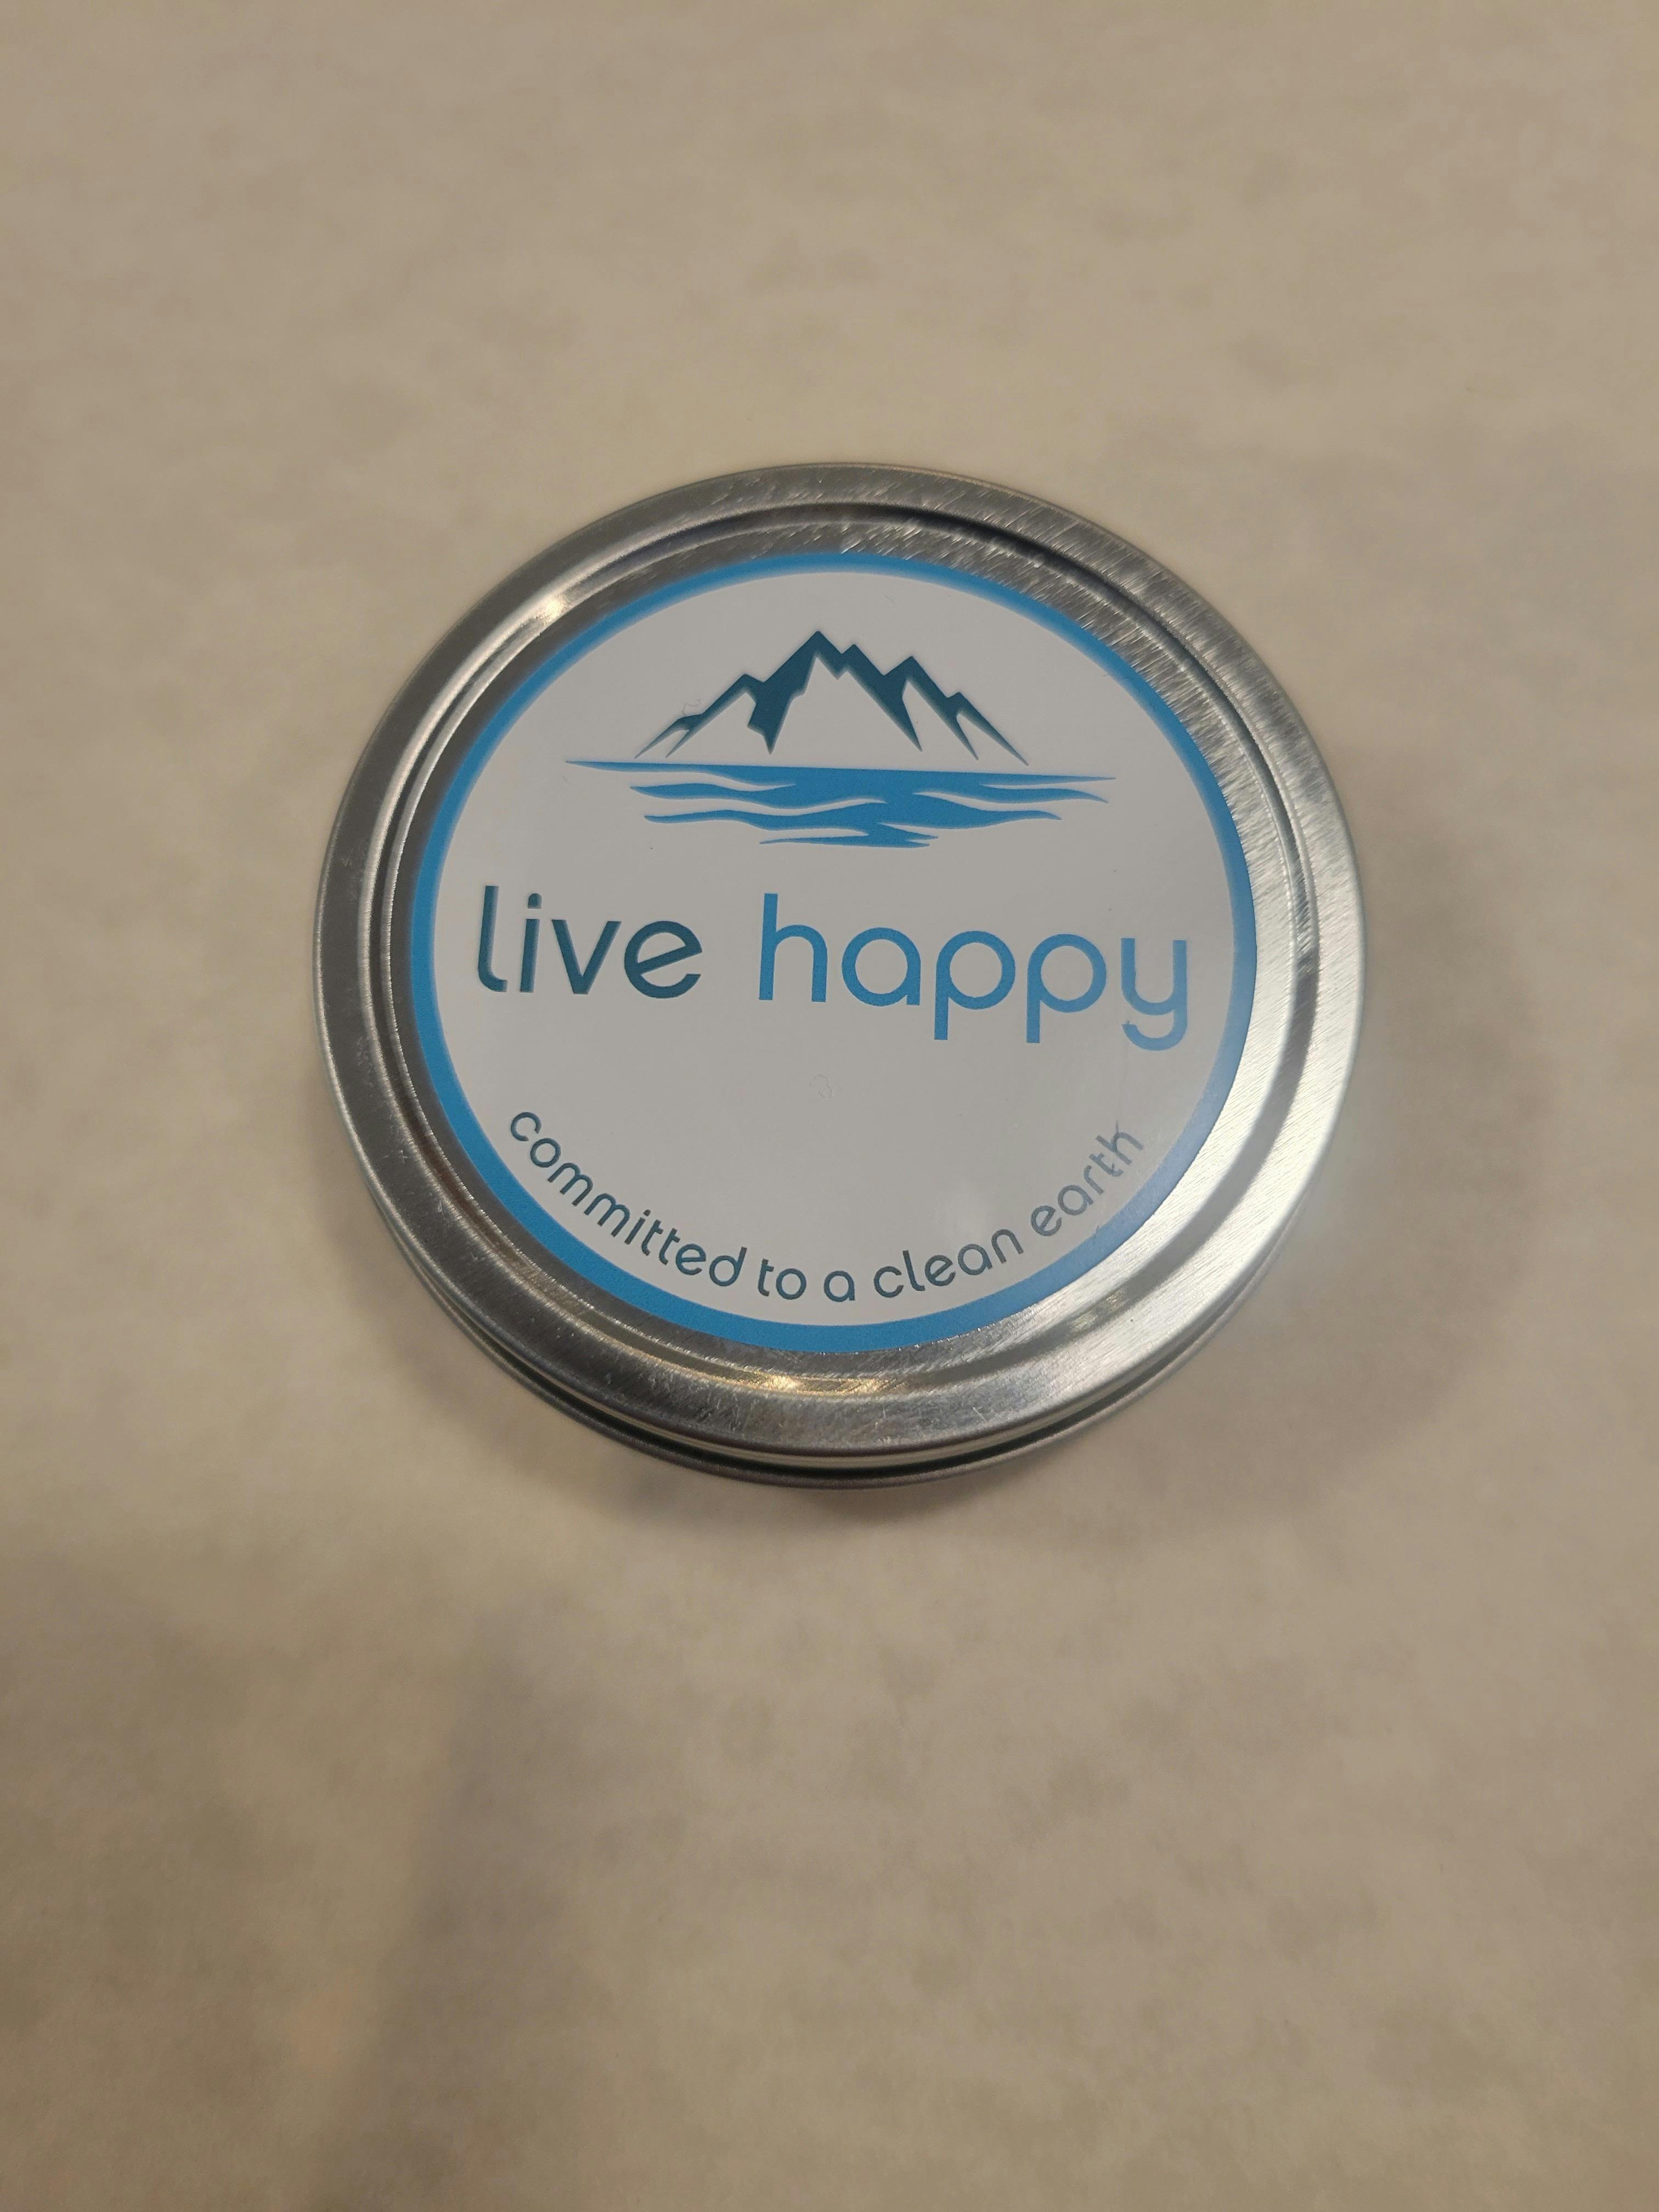 live happy
committed to a clean earth